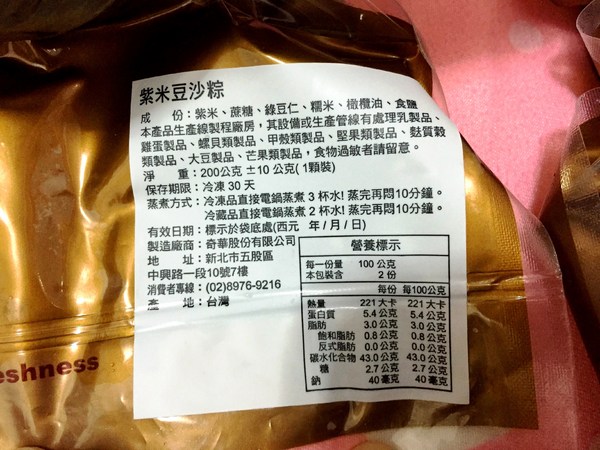 紫米豆沙粽
成　　份:紫米、蔗糖、綠豆仁、糯米、橄欖油、食鹽
本產品生產線製程廠房,其設備或生產管線有處理乳製品、
雞蛋製品、螺貝類製品、甲殼類製品、堅果類製品、麩質穀
類製品、大豆製品、芒果類製品,食物過敏者請留意。
淨　　重:200公克 ±10 公克( 1顆裝)
保存期限:冷凍 30 天
蒸煮方式:冷凍品直接電鍋蒸煮 3 杯水! 蒸完再悶10分鐘。
冷藏品直接電鍋蒸煮 2 杯水! 蒸完再悶10分鐘。
有效日期:標示於袋底處(西元 年/月/日)
製造廠商:奇華股份有限公司
地　　址:新北市五股區
中興路一段10號7樓
消費者專線:(02)8976-9216
產　　地:台灣
營養標示
每一份量 100 公克
本包裝含 2 份
每份 每100公克
熱量 221 大卡 221 大卡
蛋白質 5.4 公克 5.4 公克
脂肪 3.0 公克 3.0 公克
飽和脂肪 0.8 公克 0.8 公克
反式脂肪 0.0 公克 0.0 公克
碳水化合物 43.0 公克 43.0 公克
糖 2.7 公克 2.7 公克
鈉 40 毫克 40 毫克
eshness